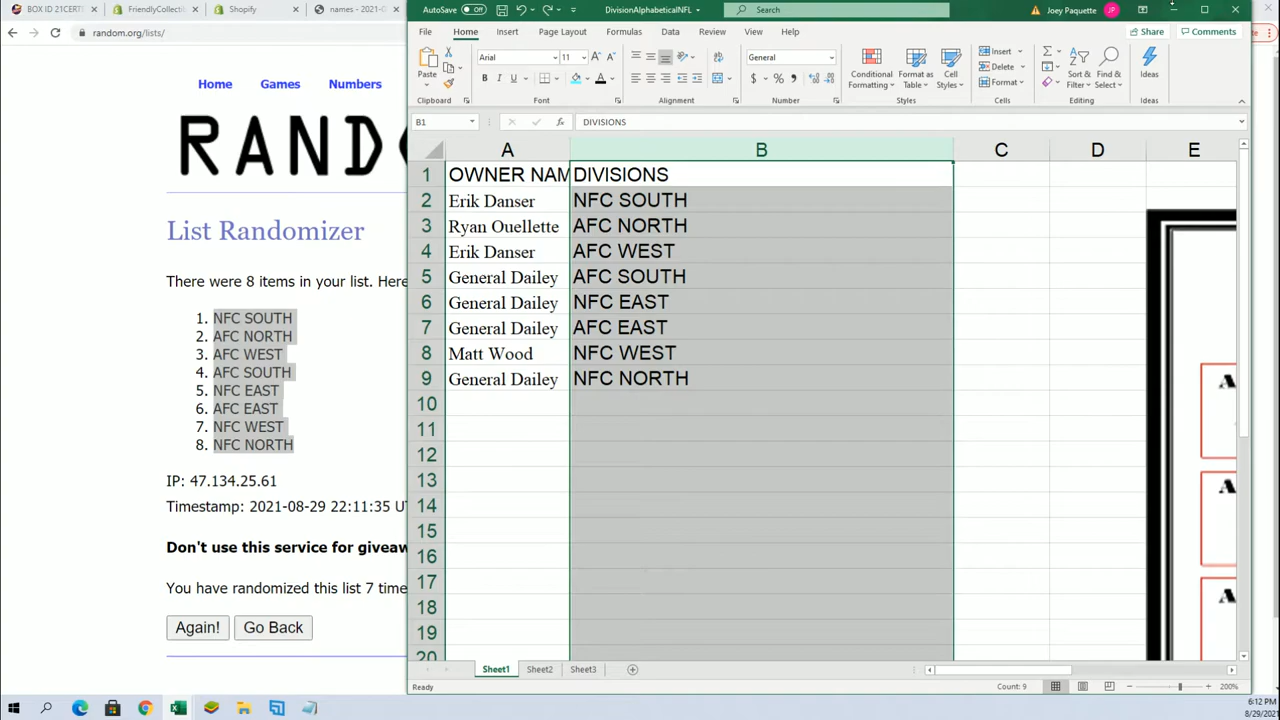 BOX ID 21CERT
FriendlyCollecti
Shopify
names - 2021-0
random.org/lists/
Home
Games
Numbers
RANDO
List Randomizer
There were 8 items in your list. Here
1. NFC SOUTH
2. AFC NORTH
3. AFC WEST
4. AFC SOUTH
5. NFC EAST
6. AFC EAST
7. NFC WEST
8. NFC NORTH
IP: 47.134.25.61
Timestamp: 2021-08-29 22:11:35 UT
Don't use this service for giveaw
You have randomized this list 7 time
Again!
Go Back
AutoSave Off
DivisionAlphabeticalNFL
Search
Joey Paquette
JP
File Home Insert Page Layout Formulas Data Review View Help
Share
Comments
Paste
Clipboard
Arial 11
B I U
Font
Alignment
General
$ % ,
Number
Conditional Formatting
Format as Table
Cell Styles
Styles
Insert
Delete
Format
Cells
Sort & Filter
Find & Select
Editing
Ideas
Ideas
B1
fx
DIVISIONS
A B C D E
1 OWNER NAM DIVISIONS
2 Erik Danser NFC SOUTH
3 Ryan Ouellette AFC NORTH
4 Erik Danser AFC WEST
5 General Dailey AFC SOUTH
6 General Dailey NFC EAST
7 General Dailey AFC EAST
8 Matt Wood NFC WEST
9 General Dailey NFC NORTH
10
11
12
13
14
15
16
17
18
19
20
A
A
A
Sheet1 Sheet2 Sheet3
Ready
Count: 9
200%
6:12 PM
8/29/2021